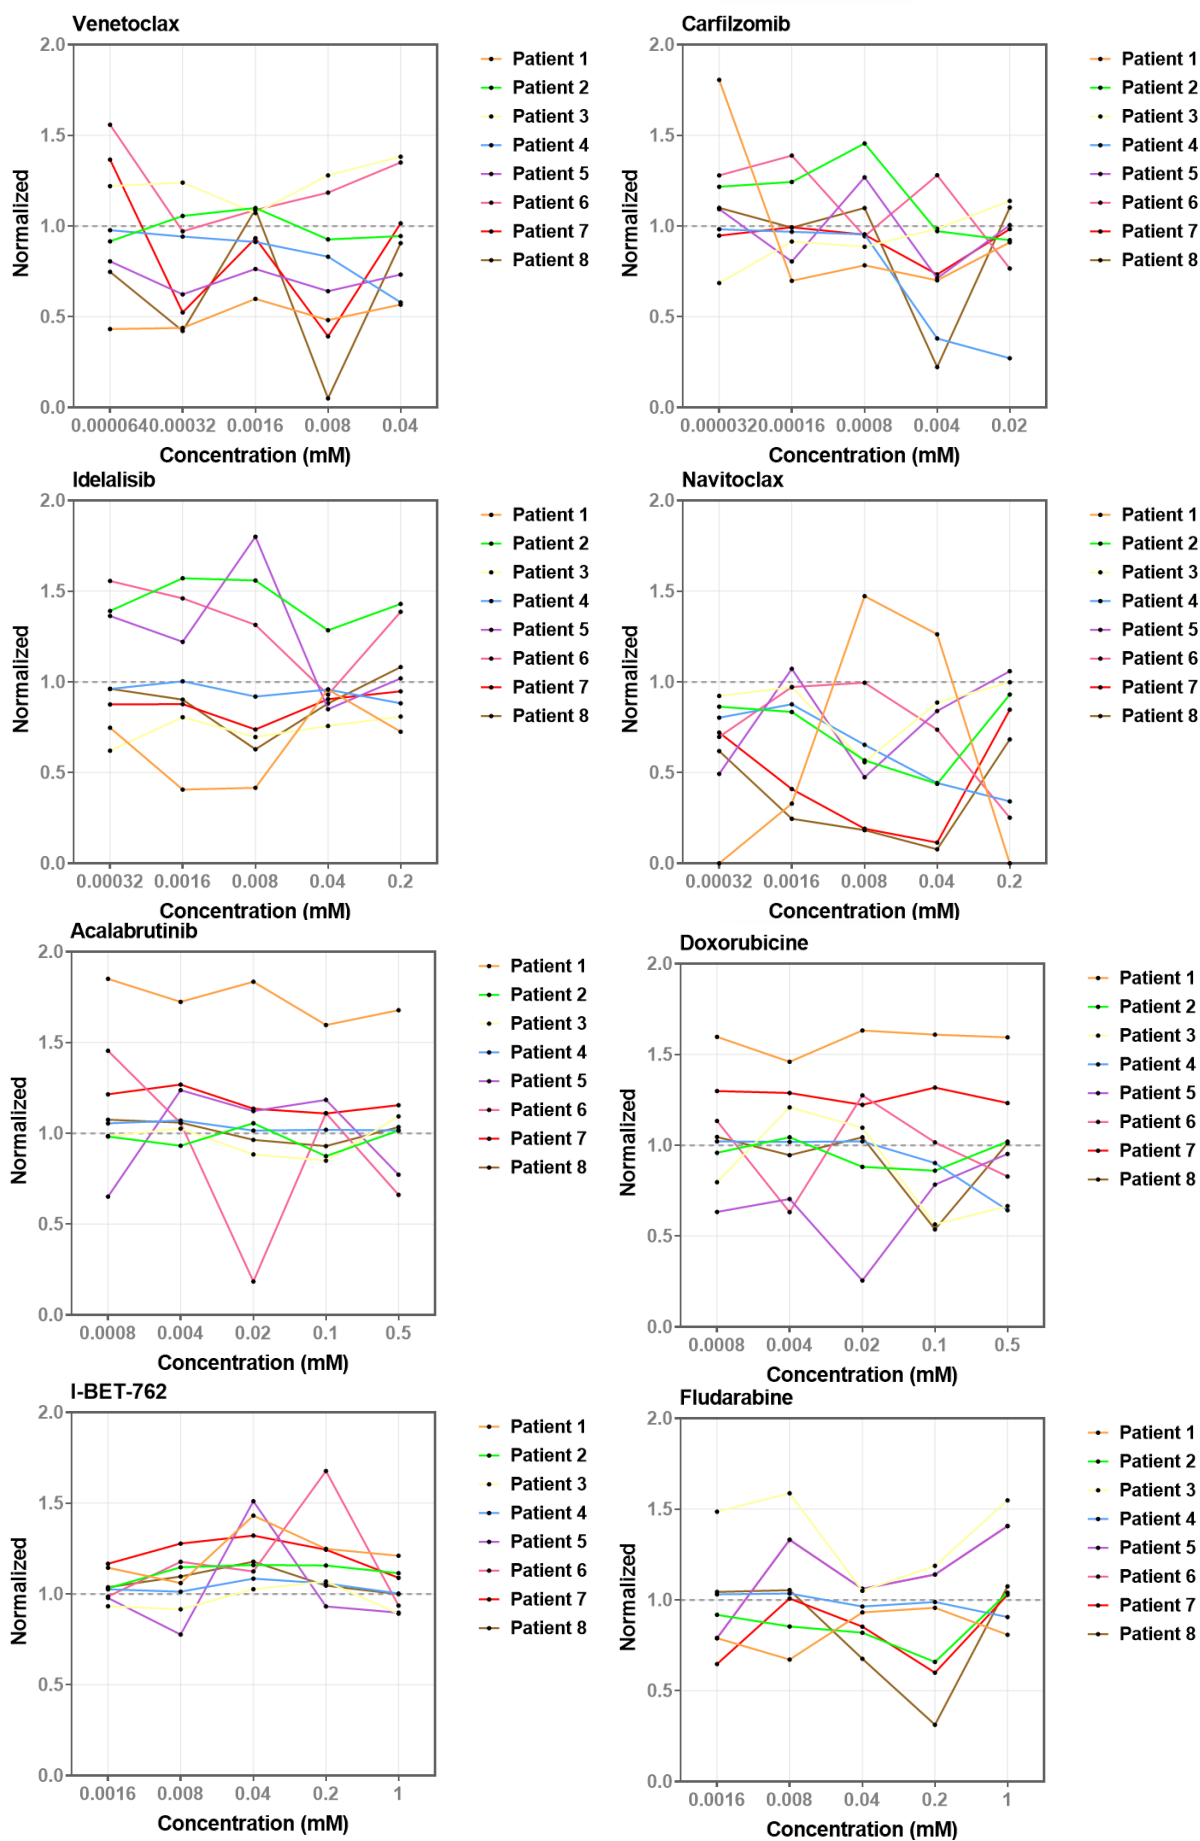 Venetoclax
2.0
1.5
1.0
0.5
0.0
Normalized
0.000064 0.00032 0.0016 0.008 0.04
Concentration (mM)
Patient 1
Patient 2
Patient 3
Patient 4
Patient 5
Patient 6
Patient 7
Patient 8
Carfilzomib
2.0
1.5
1.0
0.5
0.0
Normalized
0.000032 0.00016 0.0008 0.004 0.02
Concentration (mM)
Patient 1
Patient 2
Patient 3
Patient 4
Patient 5
Patient 6
Patient 7
Patient 8
Idelalisib
2.0
1.5
1.0
0.5
0.0
Normalized
0.00032 0.0016 0.008 0.04 0.2
Concentration (mM)
Patient 1
Patient 2
Patient 3
Patient 4
Patient 5
Patient 6
Patient 7
Patient 8
Navitoclax
2.0
1.5
1.0
0.5
0.0
Normalized
0.00032 0.0016 0.008 0.04 0.2
Concentration (mM)
Patient 1
Patient 2
Patient 3
Patient 4
Patient 5
Patient 6
Patient 7
Patient 8
Acalabrutinib
2.0
1.5
1.0
0.5
0.0
Normalized
0.0008 0.004 0.02 0.1 0.5
Concentration (mM)
Patient 1
Patient 2
Patient 3
Patient 4
Patient 5
Patient 6
Patient 7
Patient 8
Doxorubicine
2.0
1.5
1.0
0.5
0.0
Normalized
0.0008 0.004 0.02 0.1 0.5
Concentration (mM)
Patient 1
Patient 2
Patient 3
Patient 4
Patient 5
Patient 6
Patient 7
Patient 8
I-BET-762
2.0
1.5
1.0
0.5
0.0
Normalized
0.0016 0.008 0.04 0.2 1
Concentration (mM)
Patient 1
Patient 2
Patient 3
Patient 4
Patient 5
Patient 6
Patient 7
Patient 8
Fludarabine
2.0
1.5
1.0
0.5
0.0
Normalized
0.0016 0.008 0.04 0.2 1
Concentration (mM)
Patient 1
Patient 2
Patient 3
Patient 4
Patient 5
Patient 6
Patient 7
Patient 8